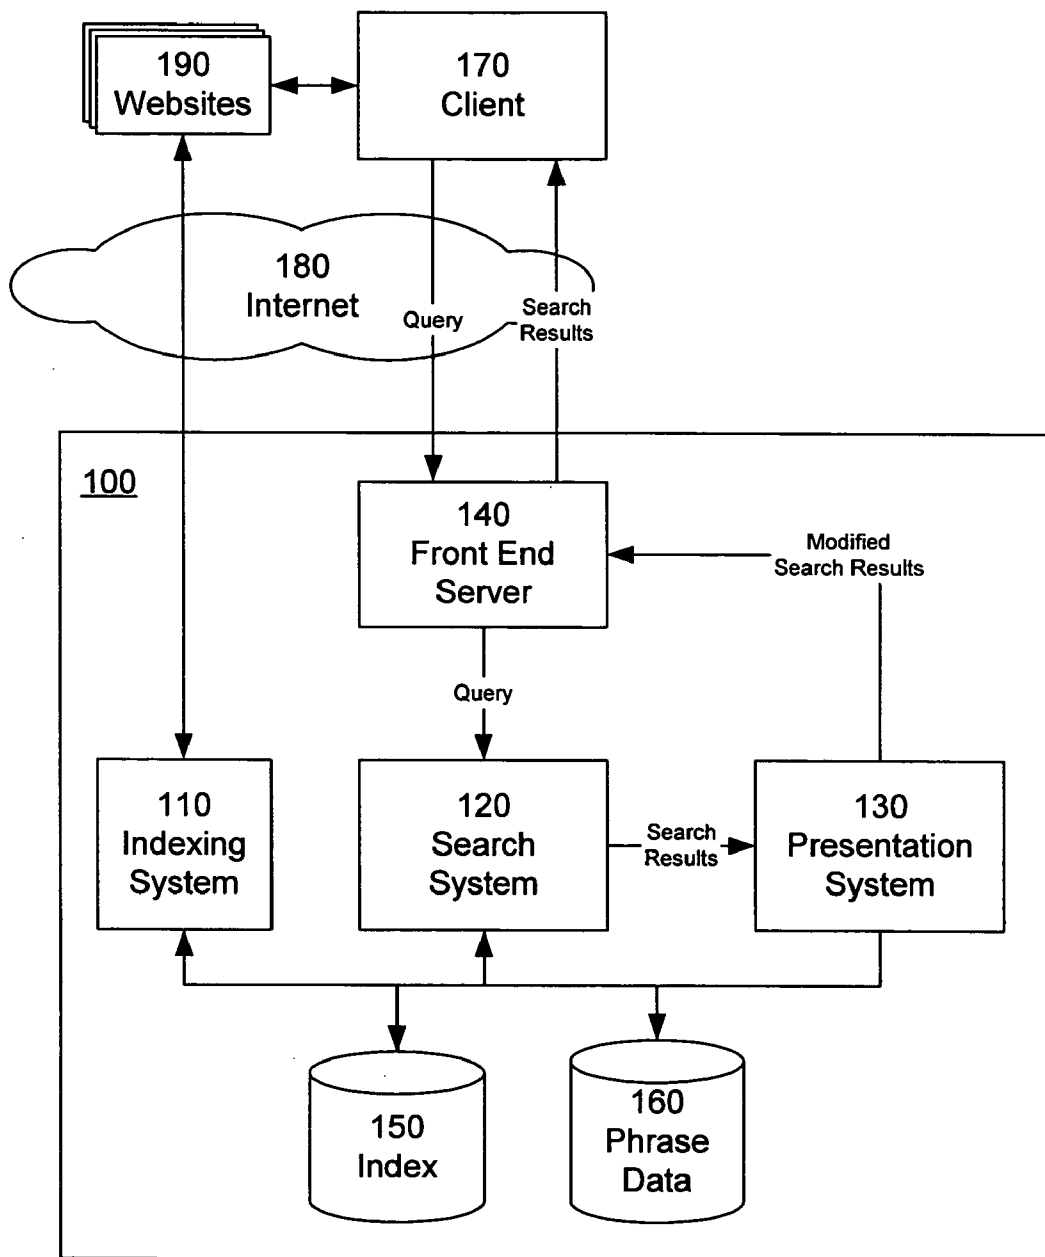 190
Websites
170
Client
180
Internet
Query
Search
Results
100
140
Front End
Server
Modified
Search Results
Query
110
Indexing
System
120
Search
System
Search
Results
130
Presentation
System
150
Index
160
Phrase
Data